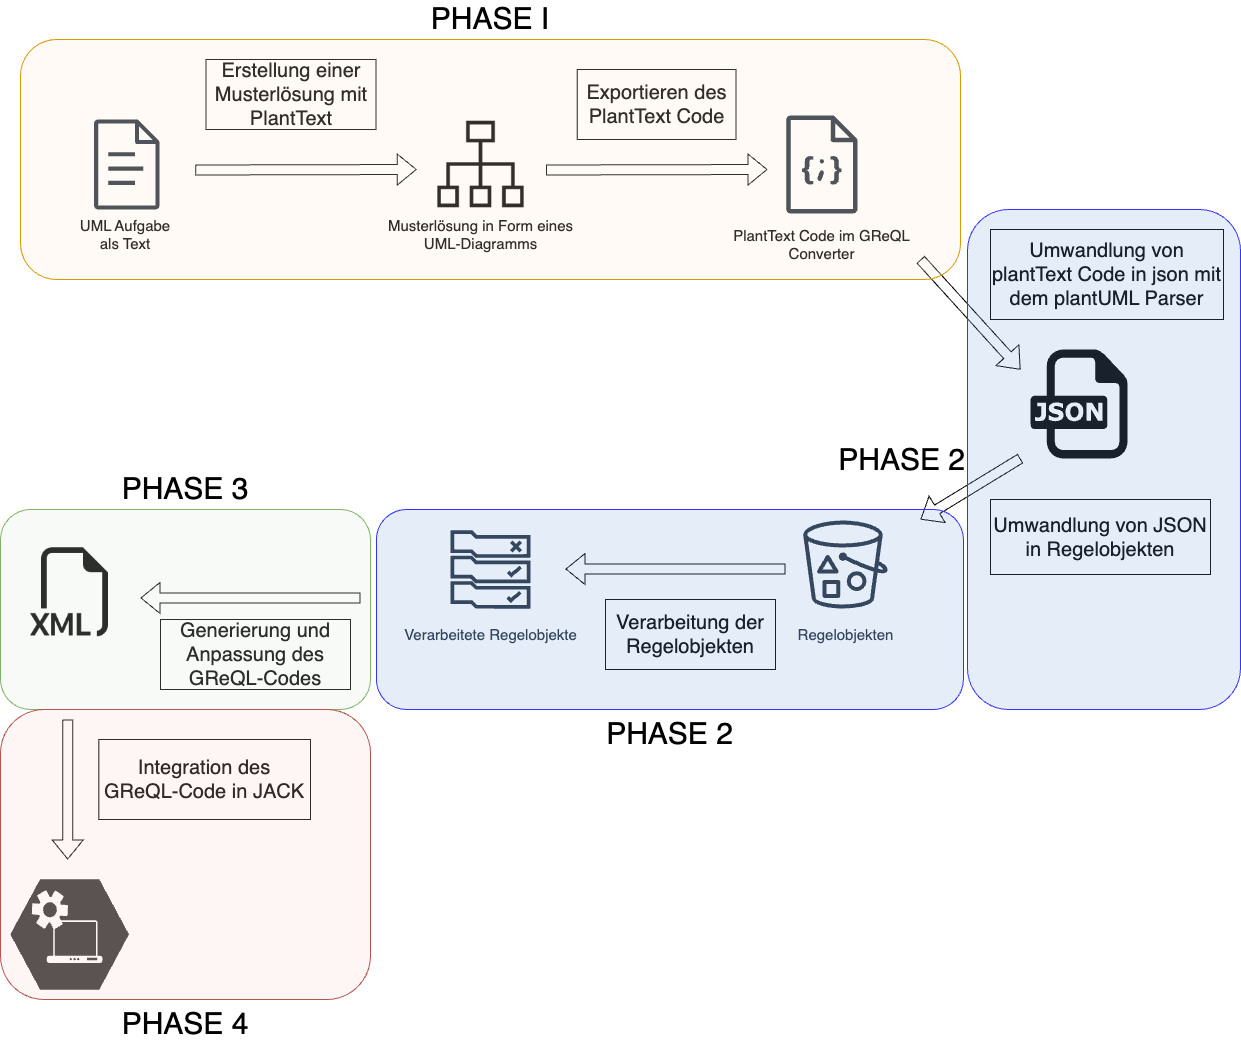 PHASE I
Erstellung einer
Musterlösung mit
PlantText
Exportieren des
PlantText Code
{;}
UML Aufgabe
als Text
Musterlösung in Form eines
UML-Diagramms
PlantText Code im GReQL
Converter
Umwandlung von
plantText Code in json mit
dem plantUML Parser
JSON
PHASE 2
Umwandlung von JSON
in Regelobjekten
PHASE 3
XML
Generierung und
Anpassung des
GReQL-Codes
Verarbeitete Regelobjekte
Verarbeitung der
Regelobjekten
Regelobjekten
PHASE 2
Integration des
GReQL-Code in JACK
PHASE 4